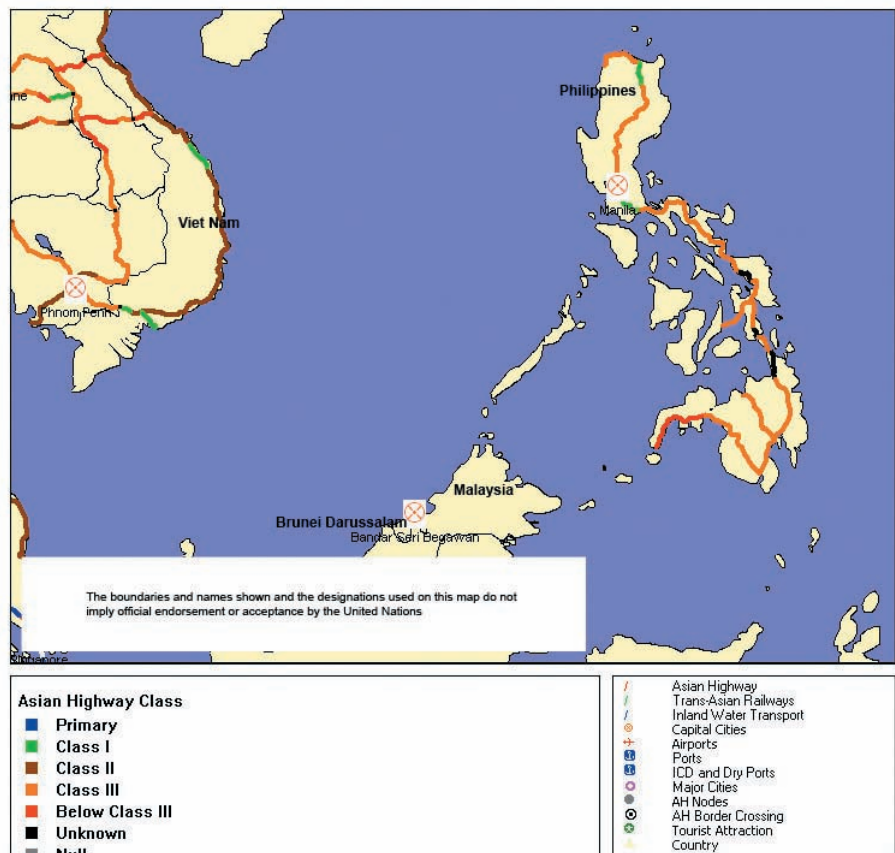 Philippines
ne
Manila
Viet Nam
Phnom Penh
Malaysia
Brunei Darussalam
Bandar Seri Begawan
The boundaries and names shown and the designations used on this map do not
imply official endorsement or acceptance by the United Nations
Singapore
Asian Highway Class
Primary
Class I
Class II
Class III
Below Class III
Unknown
Null
Asian Highway
Trans-Asian Railways
Inland Water Transport
Capital Cities
Airports
Ports
ICD and Dry Ports
Major Cities
AH Nodes
AH Border Crossing
Tourist Attraction
Country